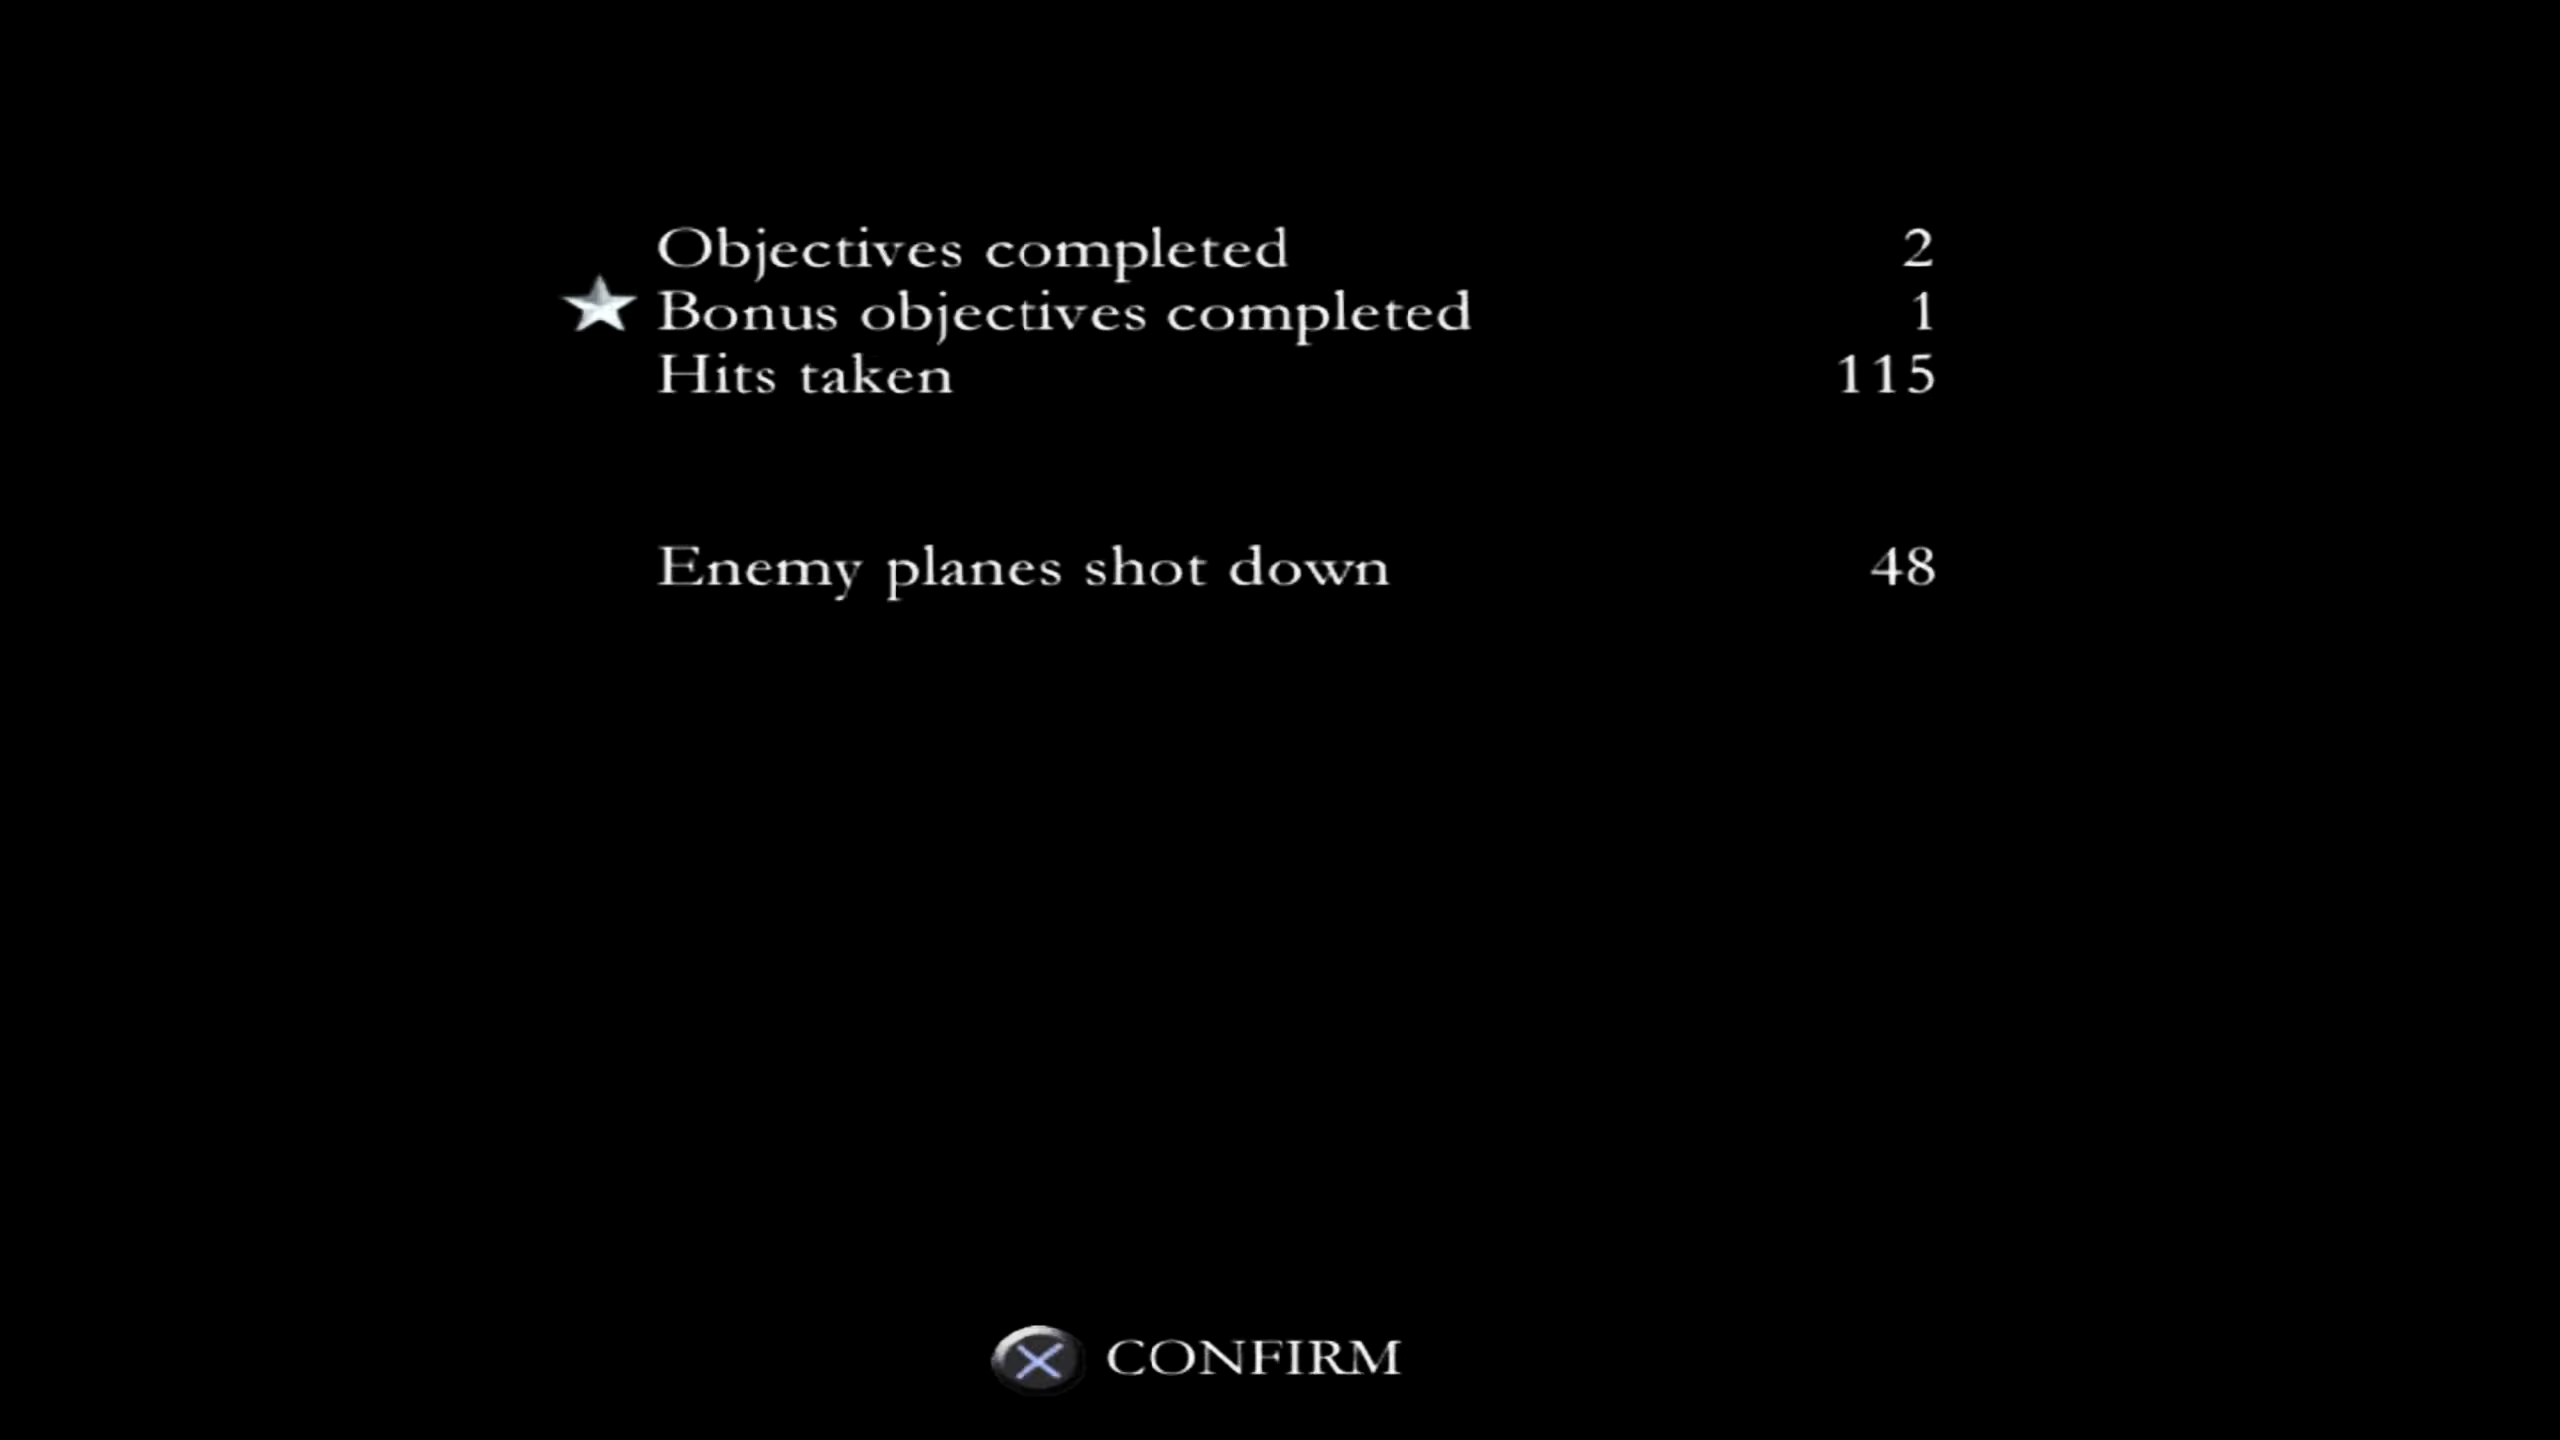 Objectives completed 2
Bonus objectives completed 1
Hits taken 115
Enemy planes shot down 48
CONFIRM